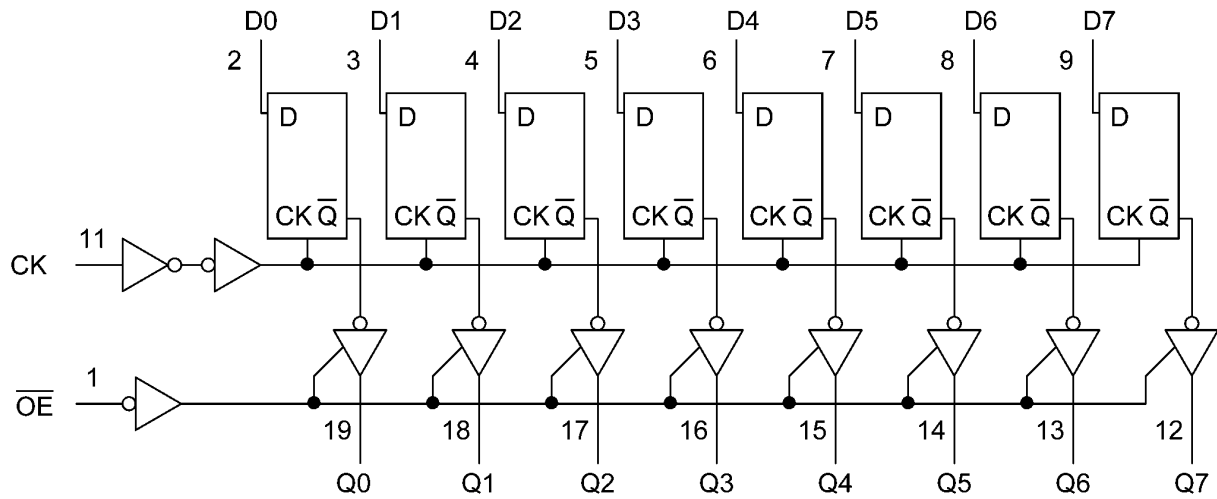 D0 D1 D2 D3 D4 D5 D6 D7
2 3 4 5 6 7 8 9
D D D D D D D D
CK Q̅ CK Q̅ CK Q̅ CK Q̅ CK Q̅ CK Q̅ CK Q̅ CK Q̅
11
CK
1
O̅E̅
19 18 17 16 15 14 13 12
Q0 Q1 Q2 Q3 Q4 Q5 Q6 Q7